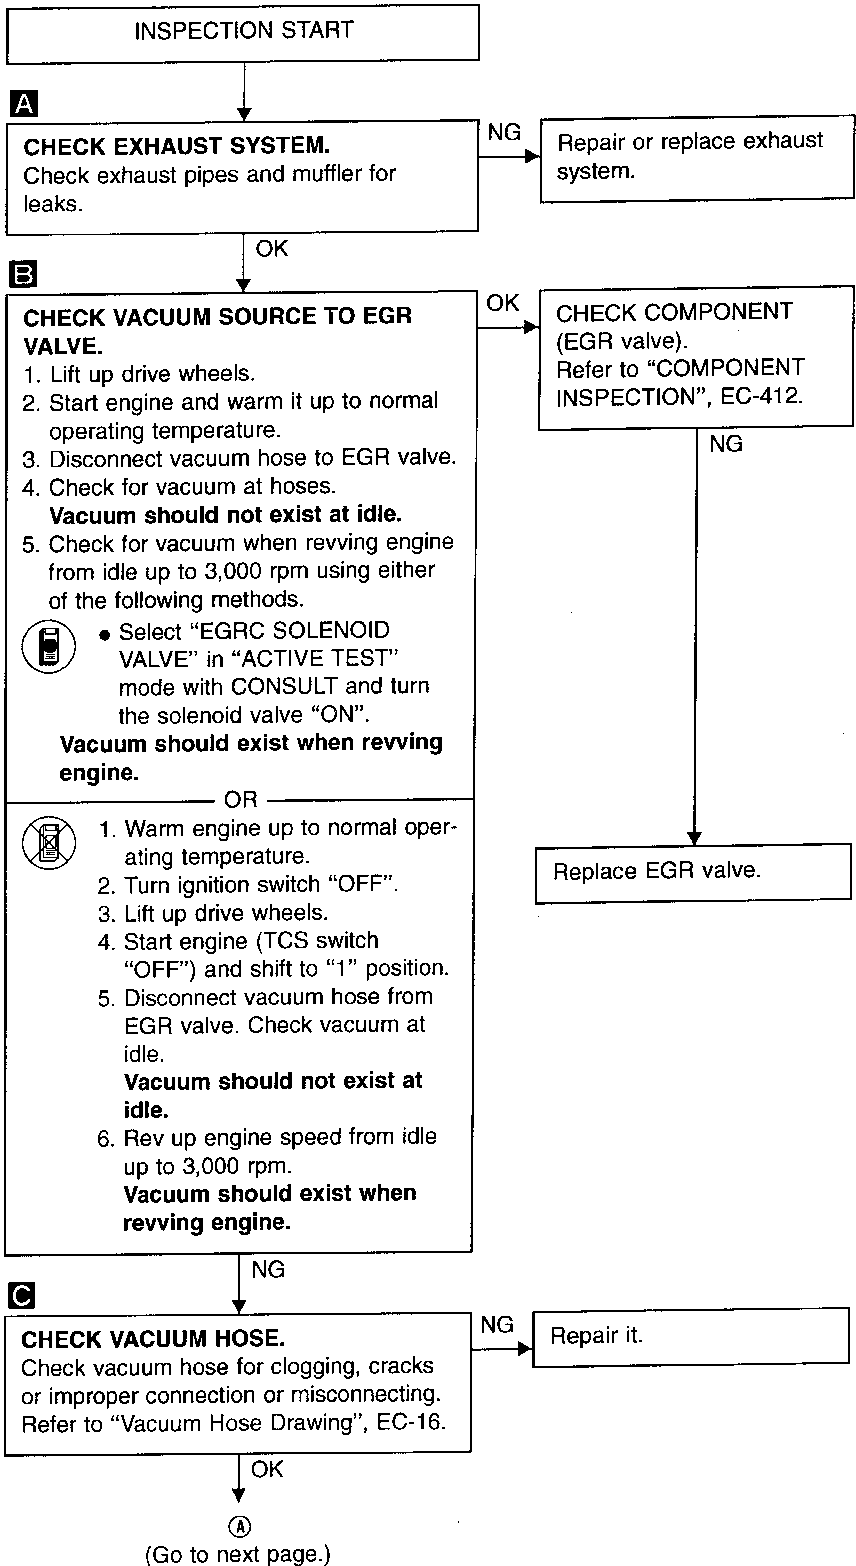 INSPECTION START
A
CHECK EXHAUST SYSTEM.
Check exhaust pipes and muffler for
leaks.
NG
Repair or replace exhaust
system.
OK
B
CHECK VACUUM SOURCE TO EGR
VALVE.
1. Lift up drive wheels.
2. Start engine and warm it up to normal
operating temperature.
3. Disconnect vacuum hose to EGR valve.
4. Check for vacuum at hoses.
Vacuum should not exist at idle.
5. Check for vacuum when revving engine
from idle up to 3,000 rpm using either
of the following methods.
● Select “EGRC SOLENOID
VALVE” in “ACTIVE TEST”
mode with CONSULT and turn
the solenoid valve “ON”.
Vacuum should exist when revving
engine.
OR
1. Warm engine up to normal oper-
ating temperature.
2. Turn ignition switch “OFF”.
3. Lift up drive wheels.
4. Start engine (TCS switch
“OFF”) and shift to “1” position.
5. Disconnect vacuum hose from
EGR valve. Check vacuum at
idle.
Vacuum should not exist at
idle.
6. Rev up engine speed from idle
up to 3,000 rpm.
Vacuum should exist when
revving engine.
OK
CHECK COMPONENT
(EGR valve).
Refer to “COMPONENT
INSPECTION”, EC-412.
NG
Replace EGR valve.
NG
C
CHECK VACUUM HOSE.
Check vacuum hose for clogging, cracks
or improper connection or misconnecting.
Refer to “Vacuum Hose Drawing”, EC-16.
NG
Repair it.
OK
Ⓐ
(Go to next page.)